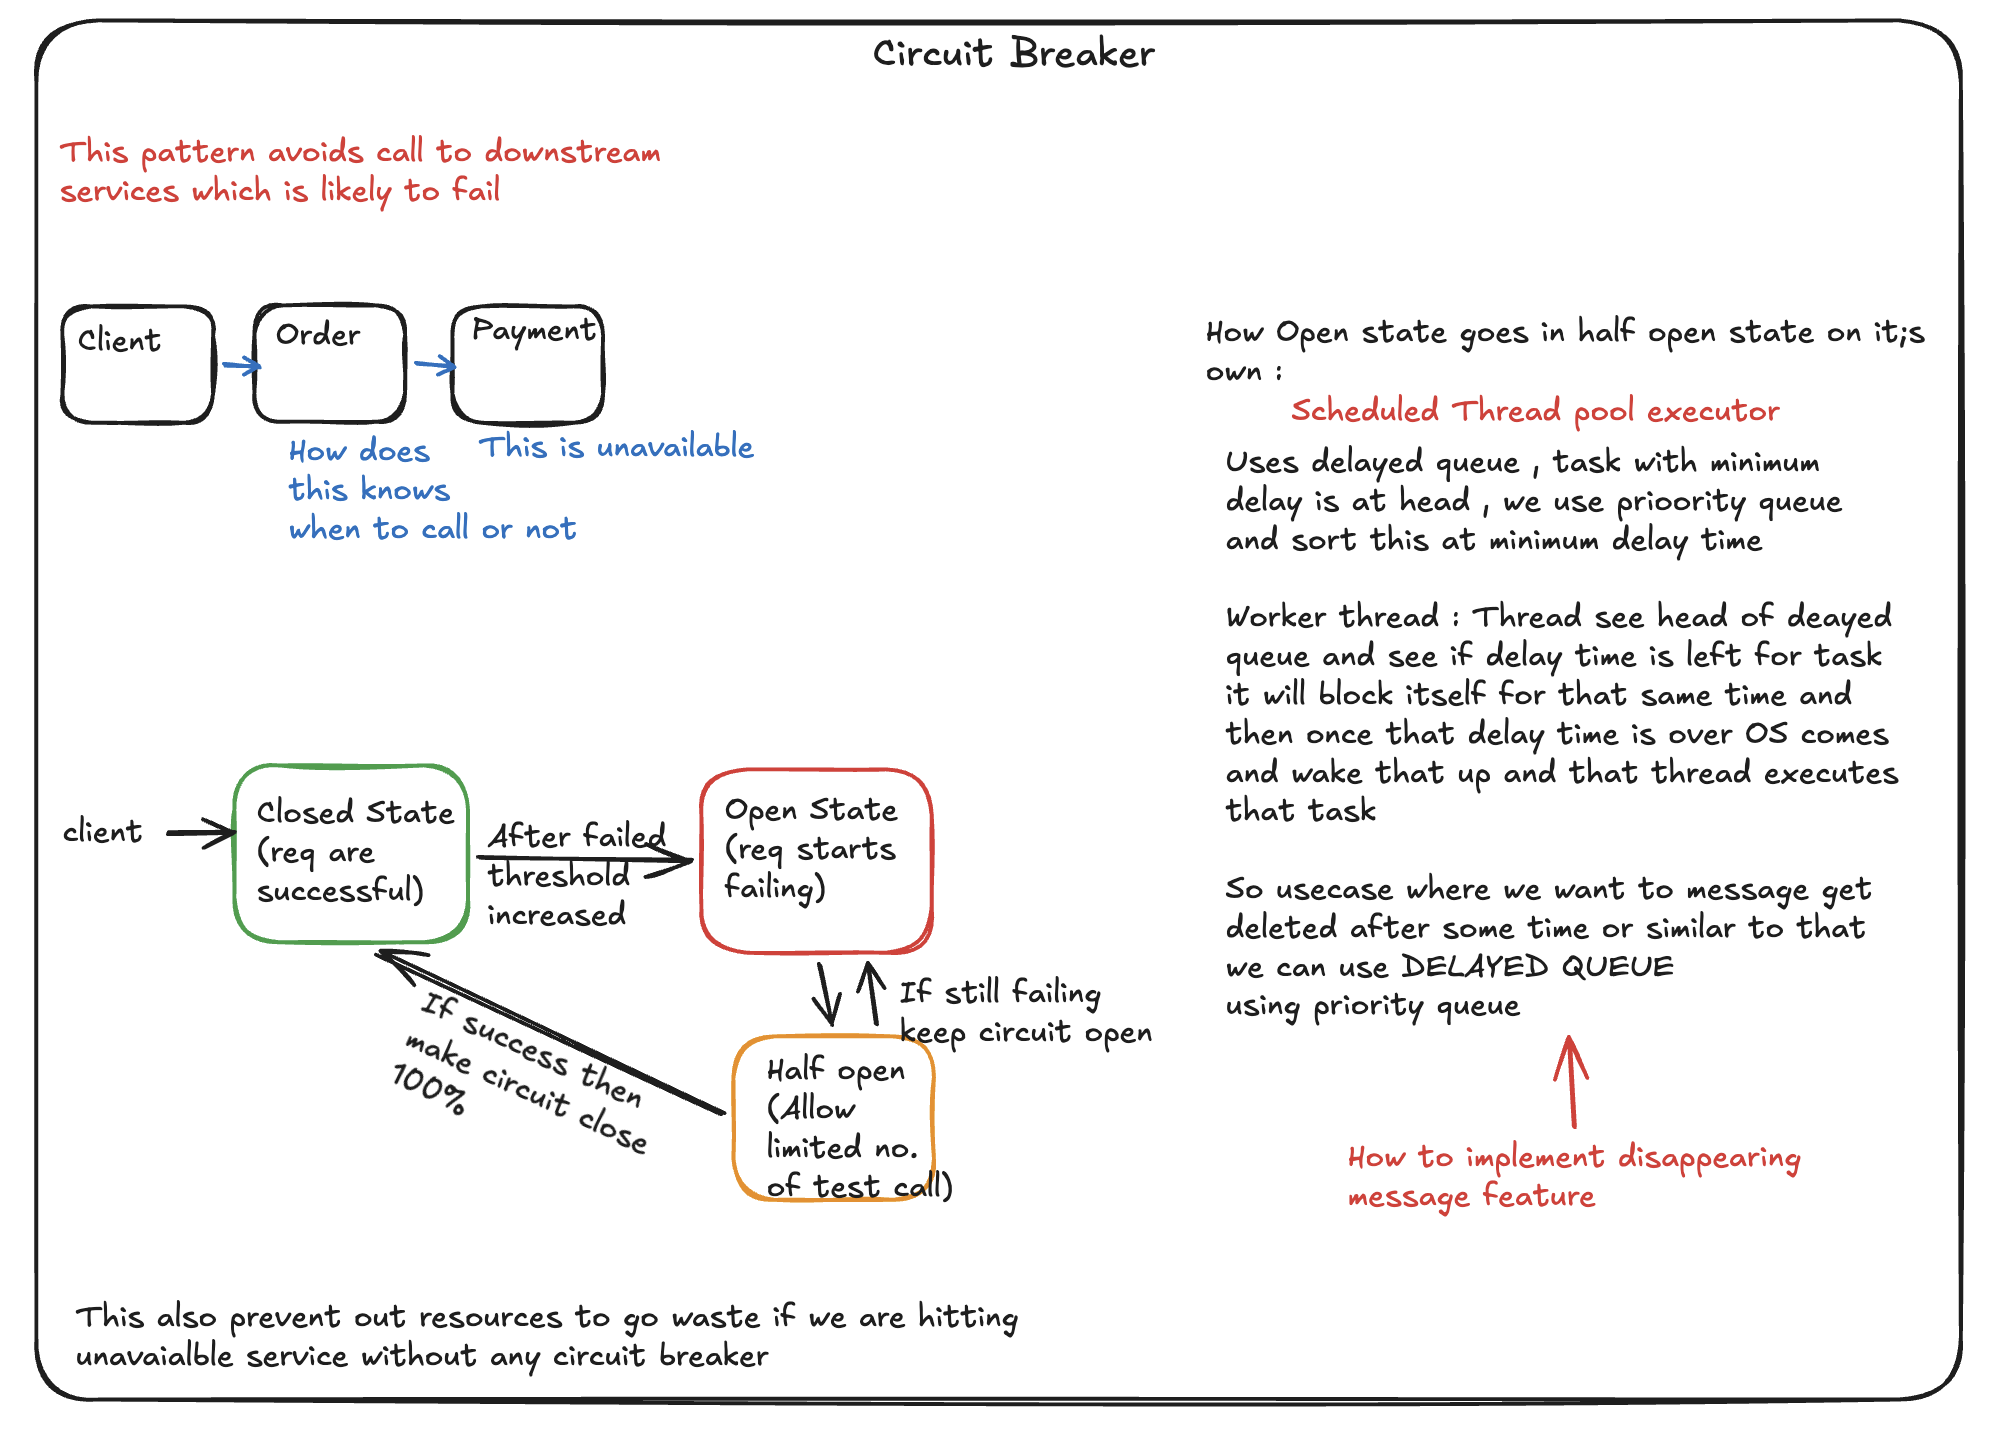 Circuit Breaker
This pattern avoids call to downstream
services which is likely to fail
Client
Order
Payment
How does
this knows
when to call or not
This is unavailable
client
Closed State
(req are
successful)
After failed
threshold
increased
Open State
(req starts
failing)
If still failing
keep circuit open
If success then
make circuit close
100%
Half open
(Allow
limited no.
of test call)
This also prevent out resources to go waste if we are hitting
unavaialble service without any circuit breaker
How Open state goes in half open state on it;s
own :
Scheduled Thread pool executor
Uses delayed queue , task with minimum
delay is at head , we use prioority queue
and sort this at minimum delay time
Worker thread : Thread see head of deayed
queue and see if delay time is left for task
it will block itself for that same time and
then once that delay time is over OS comes
and wake that up and that thread executes
that task
So usecase where we want to message get
deleted after some time or similar to that
we can use DELAYED QUEUE
using priority queue
How to implement disappearing
message feature